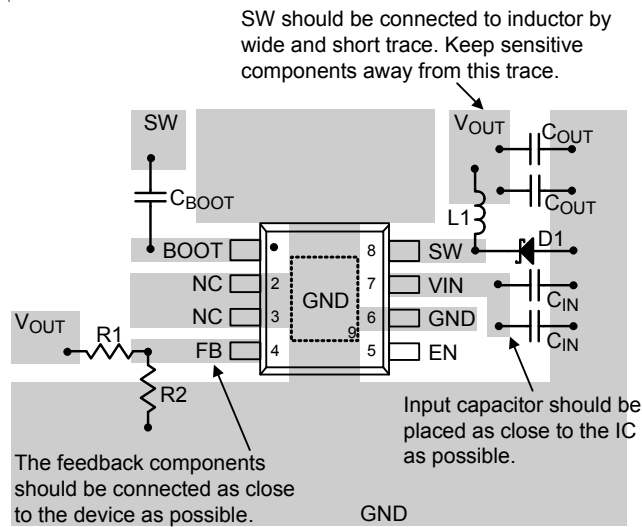 SW should be connected to inductor by
wide and short trace. Keep sensitive
components away from this trace.
SW
VOUT
COUT
CBOOT
COUT
L1
D1
BOOT
8
SW
NC
2
7
VIN
CIN
GND
NC
3
6
GND
9
CIN
VOUT
R1
FB
4
5
EN
R2
Input capacitor should be
placed as close to the IC
as possible.
The feedback components
should be connected as close
to the device as possible.
GND